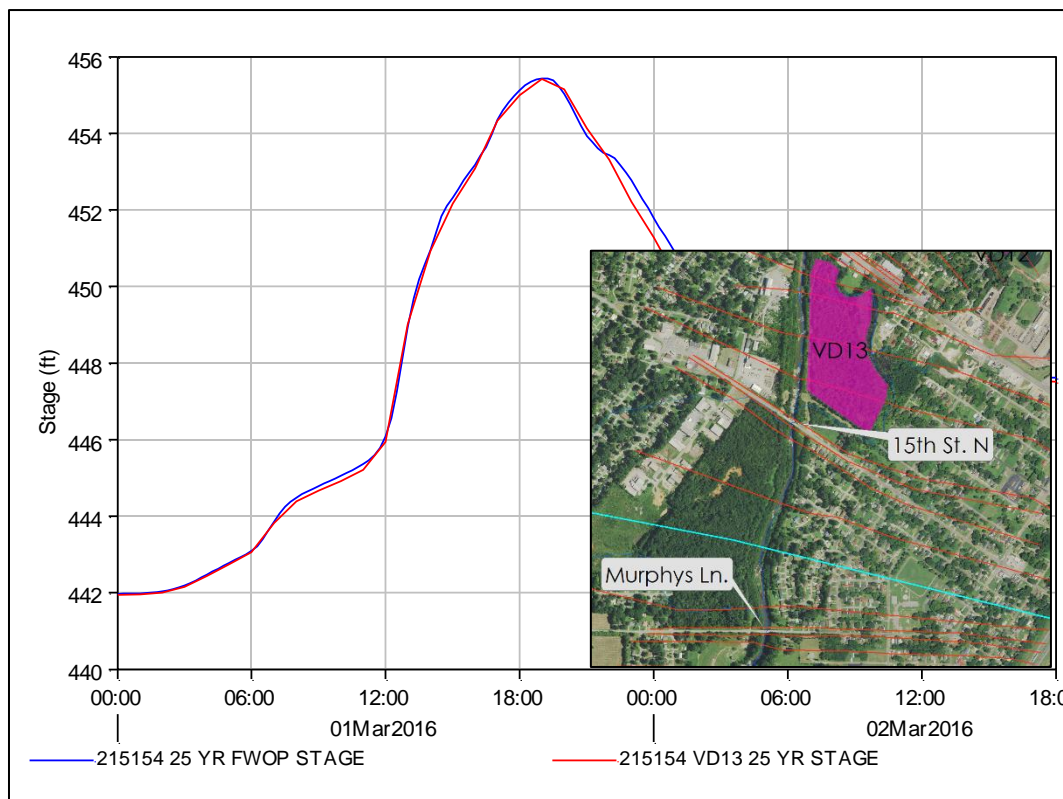 456
454
452
450
448
446
444
442
440
Stage (ft)
VD12
VD13
15th St. N
Murphys Ln.
00:00 06:00 12:00 18:00 00:00 06:00 12:00 18:0
01Mar2016 02Mar2016
215154 25 YR FWOP STAGE 215154 VD13 25 YR STAGE